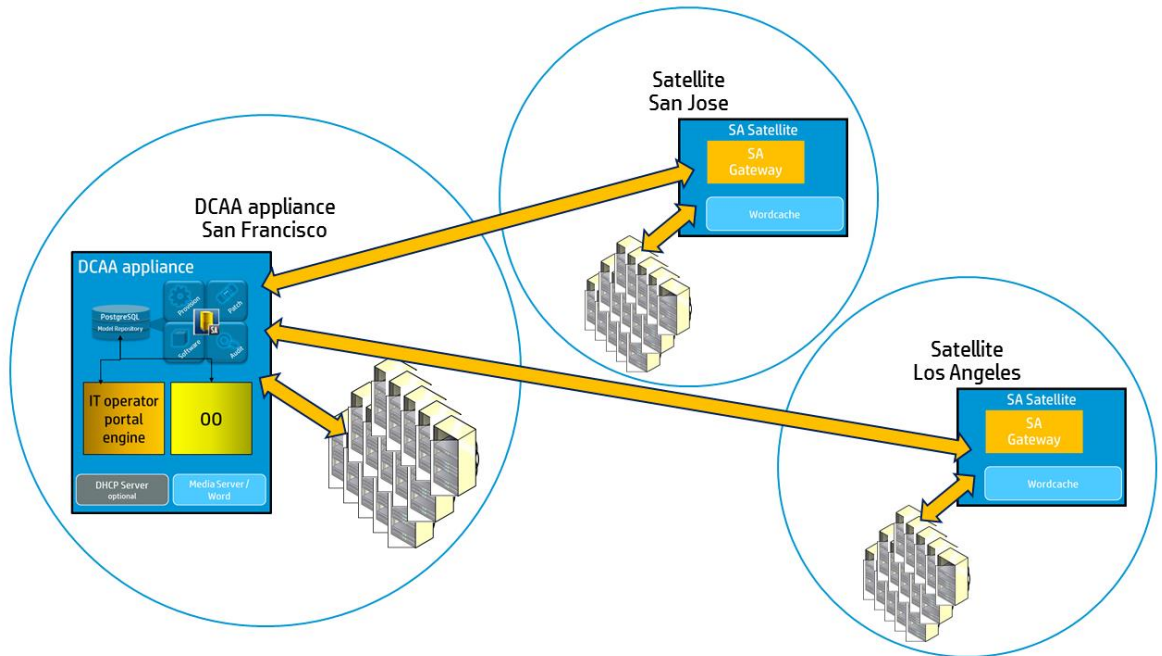 Satellite
San Jose
SA Satellite
SA
Gateway
Wordcache
DCAA appliance
San Francisco
DCAA appliance
PostgreSQL
Model Repository
Provision
Patch
SA
Software
Audit
IT operator
portal
engine
OO
DHCP Server
optional
Media Server /
Word
Satellite
Los Angeles
SA Satellite
SA
Gateway
Wordcache